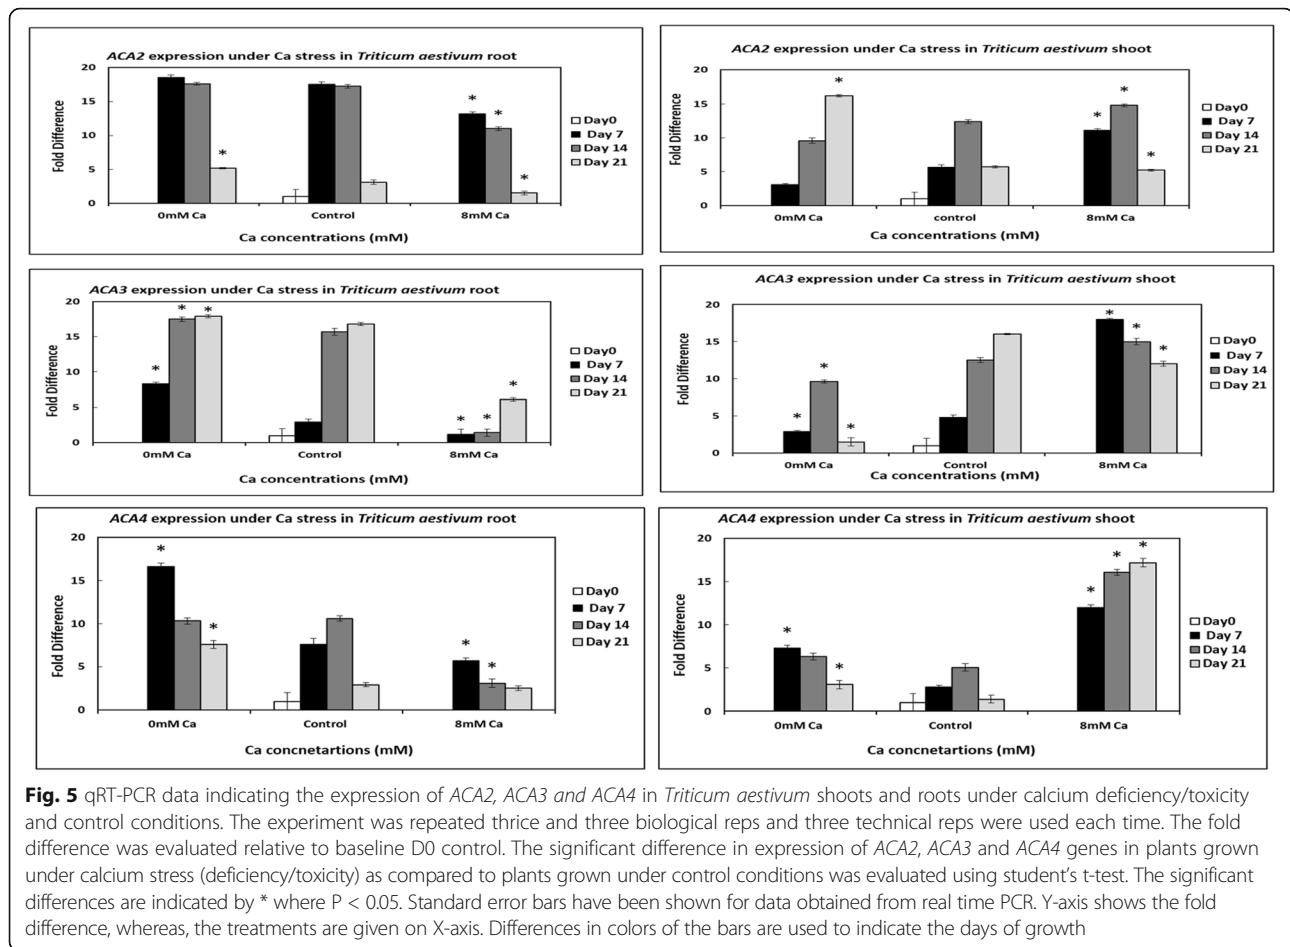 ACA2 expression under Ca stress in Triticum aestivum root
Fold Difference
20
15
10
5
0
*
*
*
*
0mM Ca
Control
8mM Ca
Ca concentrations (mM)
Day0
Day 7
Day 14
Day 21
ACA2 expression under Ca stress in Triticum aestivum shoot
Fold Difference
20
15
10
5
0
*
*
*
*
0mM Ca
control
8mM Ca
Ca concentrations (mM)
Day0
Day 7
Day 14
Day 21
ACA3 expression under Ca stress in Triticum aestivum root
Fold Difference
20
15
10
5
0
*
*
*
*
*
*
0mM Ca
Control
8mM Ca
Ca concentrations (mM)
Day0
Day 7
Day 14
Day 21
ACA3 expression under Ca stress in Triticum aestivum shoot
Fold Difference
20
15
10
5
0
*
*
*
*
*
*
0mM Ca
Control
8mM Ca
Ca concentrations (mM)
Day0
Day 7
Day 14
Day 21
ACA4 expression under Ca stress in Triticum aestivum root
Fold Difference
20
15
10
5
0
*
*
*
*
0mM Ca
Control
8mM Ca
Ca concnetartions (mM)
Day0
Day 7
Day 14
Day 21
ACA4 expression under Ca stress in Triticum aestivum shoot
Fold Difference
20
15
10
5
0
*
*
*
*
*
0mM Ca
Control
8mM Ca
Ca concnetartions (mM)
Day0
Day 7
Day 14
Day 21
Fig. 5 qRT-PCR data indicating the expression of ACA2, ACA3 and ACA4 in Triticum aestivum shoots and roots under calcium deficiency/toxicity
and control conditions. The experiment was repeated thrice and three biological reps and three technical reps were used each time. The fold
difference was evaluated relative to baseline D0 control. The significant difference in expression of ACA2, ACA3 and ACA4 genes in plants grown
under calcium stress (deficiency/toxicity) as compared to plants grown under control conditions was evaluated using student's t-test. The significant
differences are indicated by * where P < 0.05. Standard error bars have been shown for data obtained from real time PCR. Y-axis shows the fold
difference, whereas, the treatments are given on X-axis. Differences in colors of the bars are used to indicate the days of growth